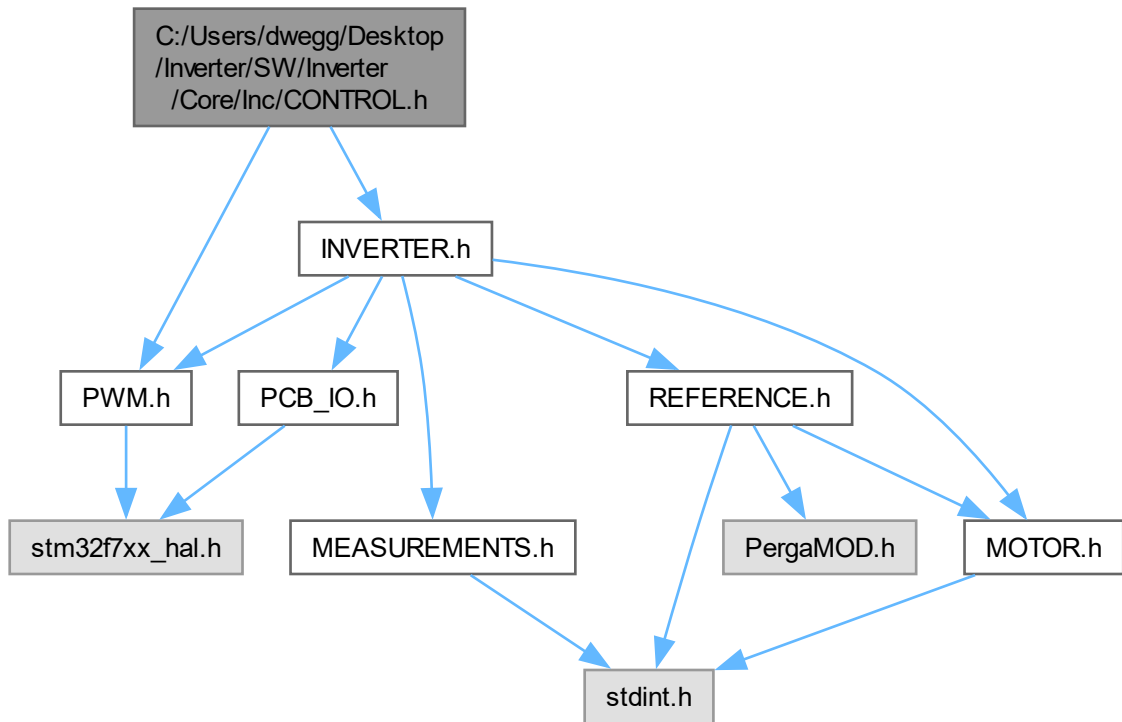 C:/Users/dwegg/Desktop
/Inverter/SW/Inverter
/Core/Inc/CONTROL.h
INVERTER.h
PWM.h
PCB_IO.h
REFERENCE.h
stm32f7xx_hal.h
MEASUREMENTS.h
PergaMOD.h
MOTOR.h
stdint.h